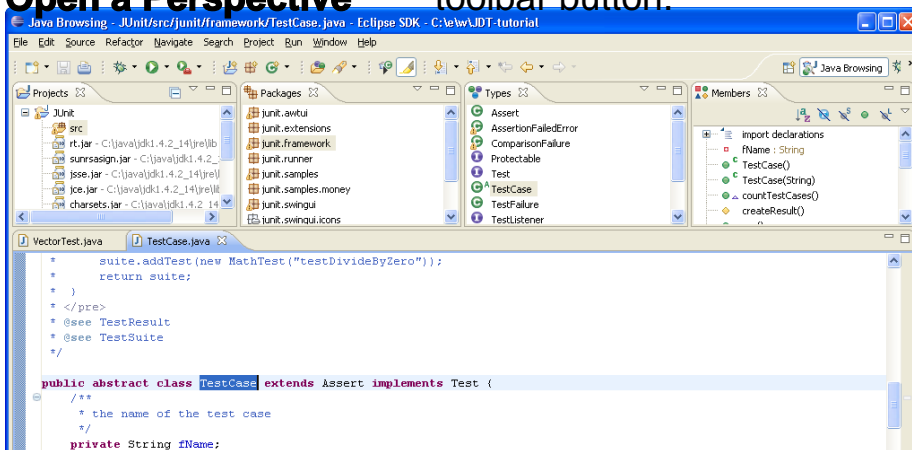 Open a Perspective toolbar button.
Java Browsing - JUnit/src/junit/framework/TestCase.java - Eclipse SDK - C:\e\w\JDT-tutorial
File Edit Source Refactor Navigate Search Project Run Window Help
Java Browsing
Projects
JUnit
src
rt.jar - C:\java\jdk1.4.2_14\jre\lib
sunrsasign.jar - C:\java\jdk1.4.2_
jsse.jar - C:\java\jdk1.4.2_14\jre\l
jce.jar - C:\java\jdk1.4.2_14\jre\lib
charsets.jar - C:\java\jdk1.4.2_14
Packages
junit.awtui
junit.extensions
junit.framework
junit.runner
junit.samples
junit.samples.money
junit.swingui
junit.swingui.icons
Types
Assert
AssertionFailedError
ComparisonFailure
Protectable
Test
TestCase
TestFailure
TestListener
Members
import declarations
fName : String
TestCase()
TestCase(String)
countTestCases()
createResult()
VectorTest.java TestCase.java
* suite.addTest(new MathTest("testDivideByZero"));
* return suite;
* }
* </pre>
* @see TestResult
* @see TestSuite
*/
public abstract class TestCase extends Assert implements Test {
/**
* the name of the test case
*/
private String fName;